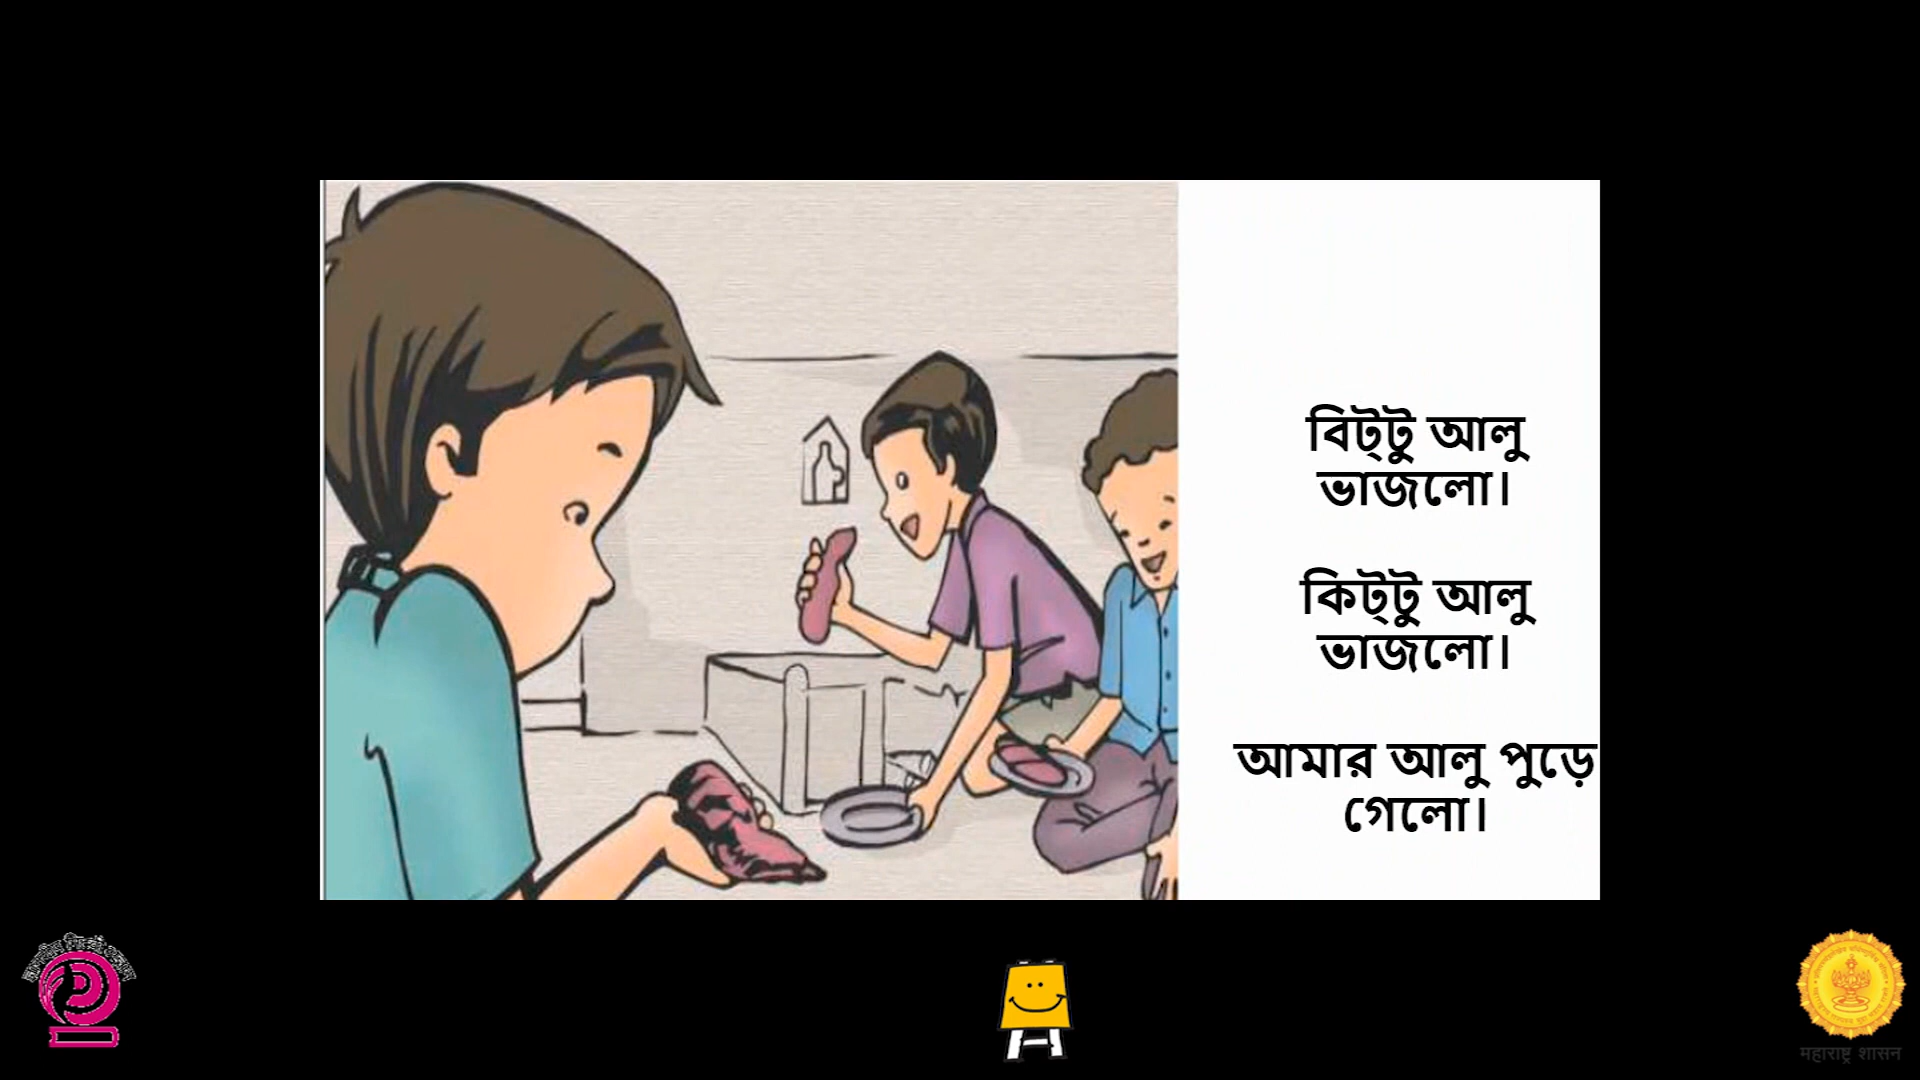 বিট্‌টু আলু
ভাজলো।
কিট্‌টু আলু
ভাজলো।
আমার আলু পুড়ে
গেলো।
महाराष्ट्र शासन